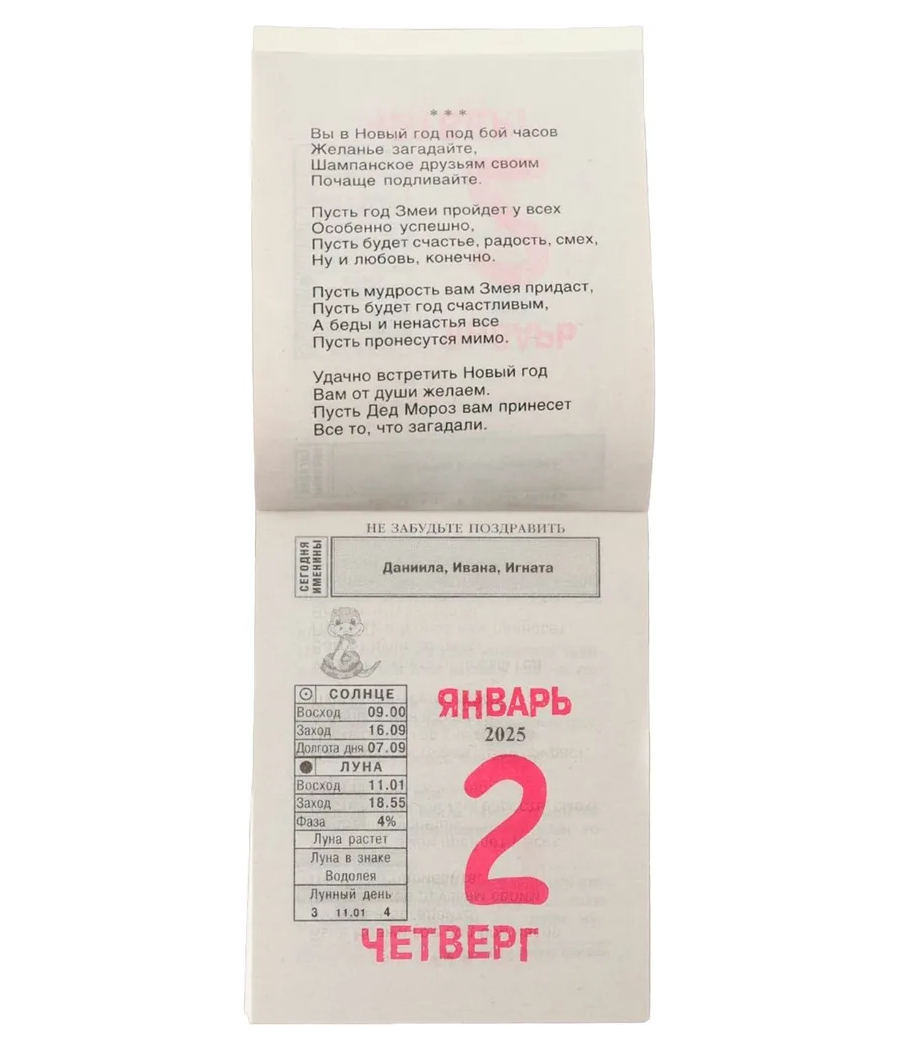 * * *
Вы в Новый год под бой часов
Желанье загадайте,
Шампанское друзьям своим
Почаще подливайте.
Пусть год Змеи пройдет у всех
Особенно успешно,
Пусть будет счастье, радость, смех,
Ну и любовь, конечно.
Пусть мудрость вам Змея придаст,
Пусть будет год счастливым,
А беды и ненастья все
Пусть пронесутся мимо.
Удачно встретить Новый год
Вам от души желаем.
Пусть Дед Мороз вам принесет
Все то, что загадали.
НЕ ЗАБУДЬТЕ ПОЗДРАВИТЬ
СЕГОДНЯ
ИМЕНИНЫ
Даниила, Ивана, Игната
СОЛНЦЕ
Восход 09.00
Заход 16.09
Долгота дня 07.09
ЛУНА
Восход 11.01
Заход 18.55
Фаза 4%
Луна растет
Луна в знаке
Водолея
Лунный день
3 11.01 4
ЯНВАРЬ
2025
2
ЧЕТВЕРГ